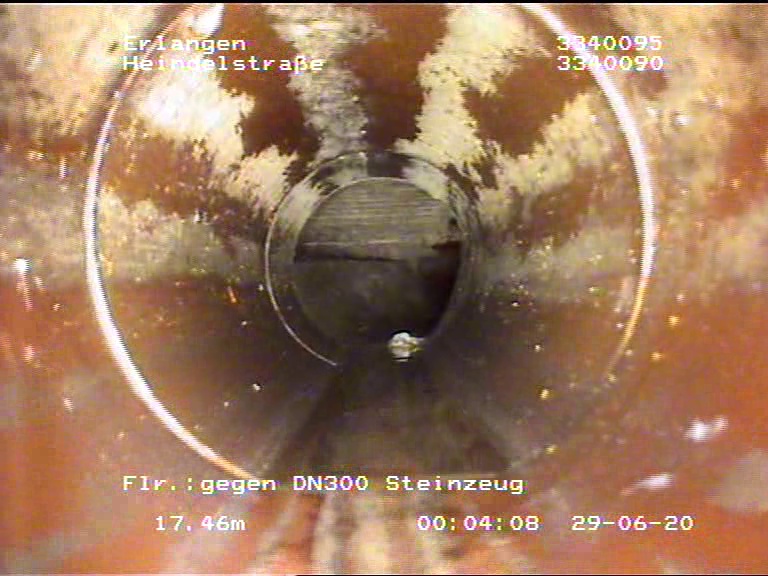 Erlangen 3340095
Heindelstraße 3340090
Flr.:gegen DN300 Steinzeug
17.46m 00:04:08 29-06-20